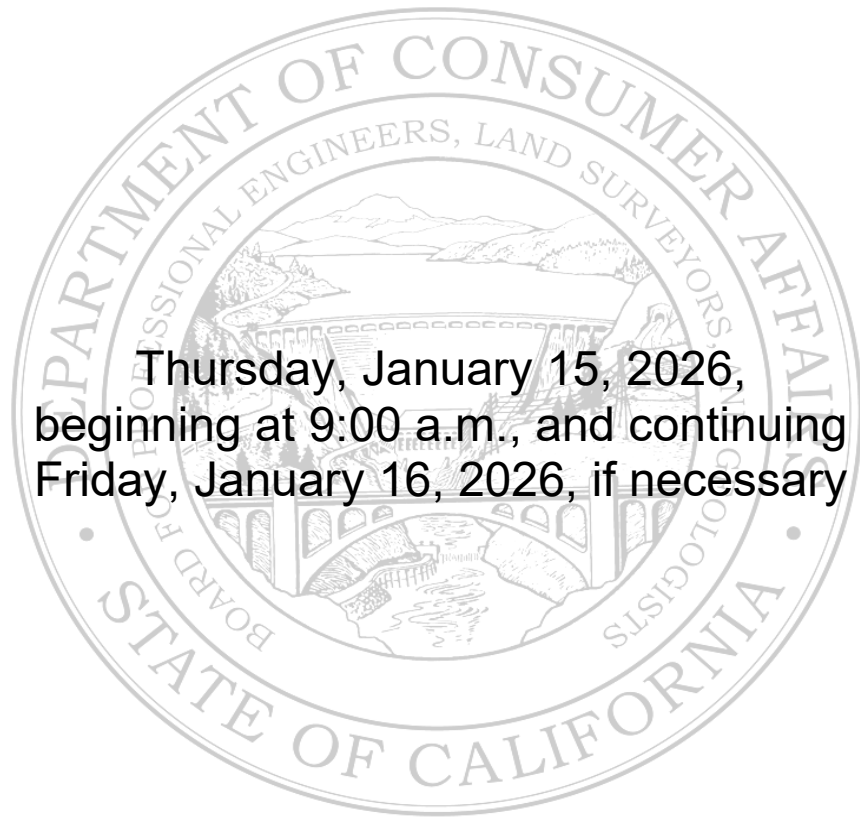 DEPARTMENT OF CONSUMER AFFAIRS
BOARD FOR PROFESSIONAL ENGINEERS, LAND SURVEYORS, AND GEOLOGISTS
Thursday, January 15, 2026,
beginning at 9:00 a.m., and continuing
Friday, January 16, 2026, if necessary
• STATE OF CALIFORNIA •